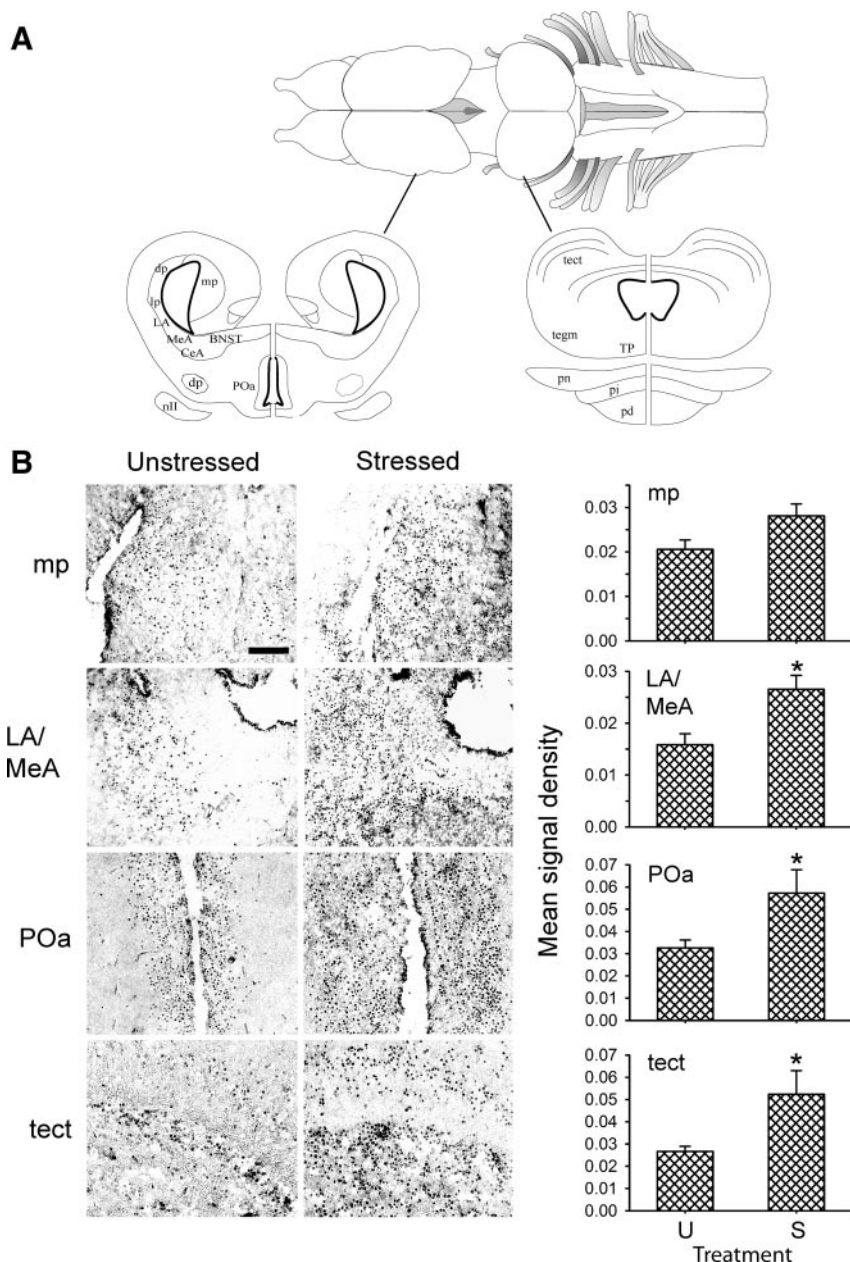 A
dp
mp
lp
LA
MeA
BNST
CeA
dp
POa
nII
tect
tegm
TP
pn
pi
pd
B
Unstressed
Stressed
mp
LA/
MeA
POa
tect
Mean signal density
mp
0.03
0.02
0.01
0.00
LA/
MeA
*
0.03
0.02
0.01
0.00
POa
*
0.07
0.06
0.05
0.04
0.03
0.02
0.01
0.00
tect
*
0.07
0.06
0.05
0.04
0.03
0.02
0.01
0.00
U
S
Treatment